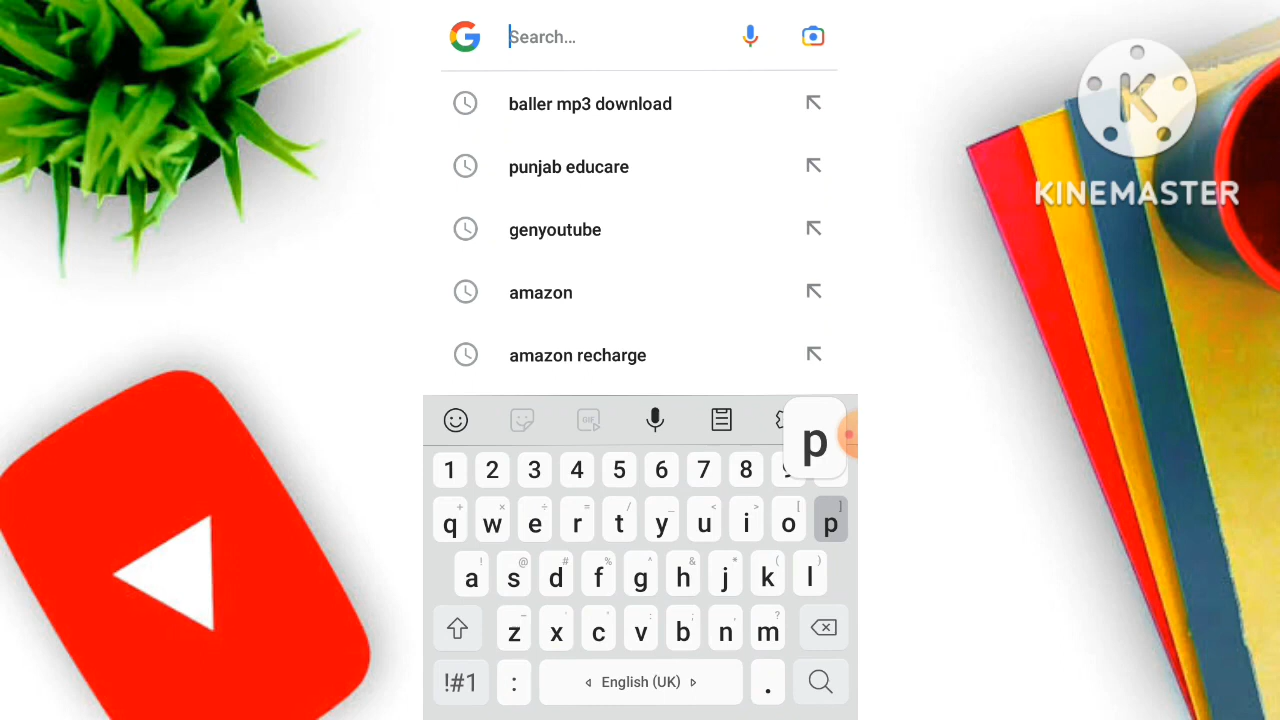 Search...
baller mp3 download
punjab educare
genyoutube
amazon
amazon recharge
KINEMASTER
GIF
p
1 2 3 4 5 6 7 8
q w e r t y u i o p
a s d f g h j k l
z x c v b n m
!#1 : English (UK) .